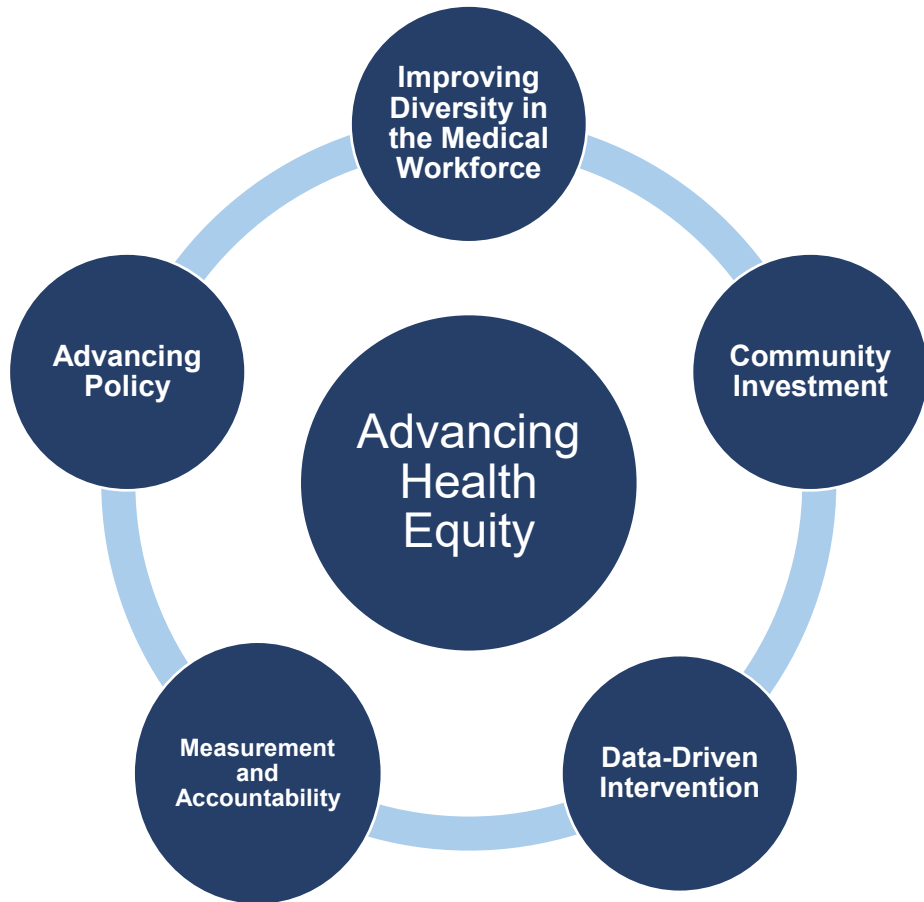 Improving
Diversity in
the Medical
Workforce
Advancing
Policy
Community
Investment
Advancing
Health
Equity
Measurement
and
Accountability
Data-Driven
Intervention